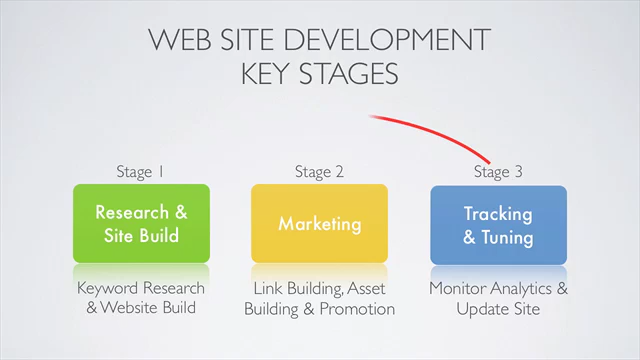 WEB SITE DEVELOPMENT
KEY STAGES
Stage 1
Research &
Site Build
Keyword Research
& Website Build
Stage 2
Marketing
Link Building, Asset
Building & Promotion
Stage 3
Tracking
& Tuning
Monitor Analytics &
Update Site